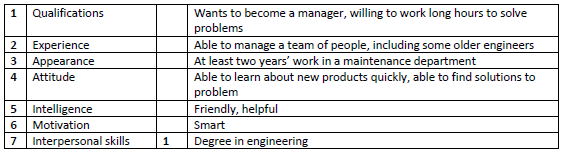 1 Qualifications Wants to become a manager, willing to work long hours to solve
problems
2 Experience Able to manage a team of people, including some older engineers
3 Appearance At least two years’ work in a maintenance department
4 Attitude Able to learn about new products quickly, able to find solutions to
problem
5 Intelligence Friendly, helpful
6 Motivation Smart
7 Interpersonal skills 1 Degree in engineering